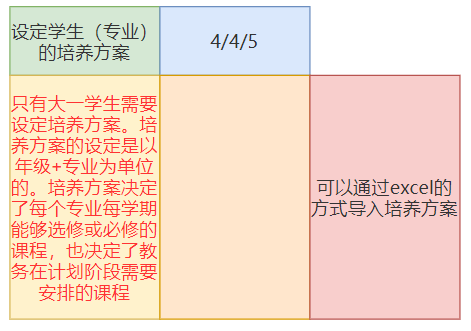 设定学生（专业）
的培养方案
4/4/5
只有大一学生需要
设定培养方案。培
养方案的设定是以
年级+专业为单位
的。培养方案决定
了每个专业每学期
能够选修或必修的
课程，也决定了教
务在计划阶段需要
安排的课程
可以通过excel的
方式导入培养方案